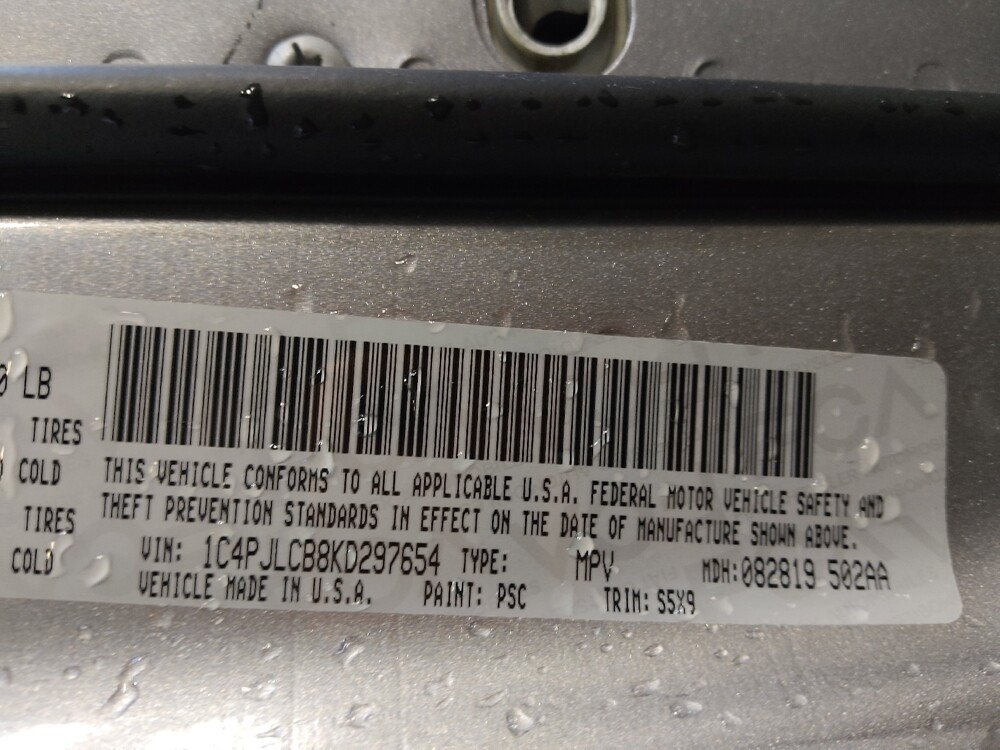 LB
TIRES
COLD
TIRES
COLD
THIS VEHICLE CONFORMS TO ALL APPLICABLE U.S.A. FEDERAL MOTOR VEHICLE SAFETY AND
THEFT PREVENTION STANDARDS IN EFFECT ON THE DATE OF MANUFACTURE SHOWN ABOVE.
VIN: 1C4PJLCB8KD297654 TYPE: MPV MDH:082819 502AA
VEHICLE MADE IN U.S.A. PAINT: PSC TRIM: S5X9